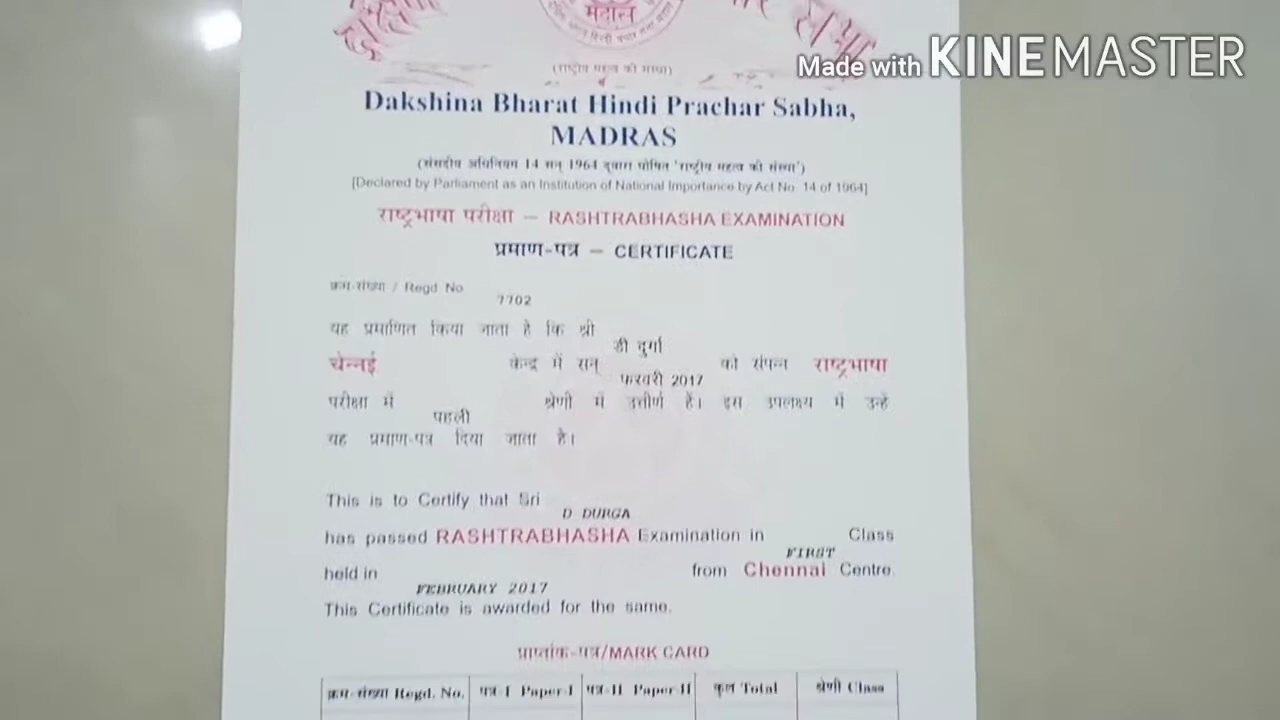 Made with KINEMASTER
मद्रास
(राष्ट्रीय महत्व की संस्था)
Dakshina Bharat Hindi Prachar Sabha,
MADRAS
(संसदीय अधिनियम 14 सन् 1964 द्वारा घोषित 'राष्ट्रीय महत्व की संस्था')
[Declared by Parliament as an Institution of National Importance by Act No. 14 of 1964]
राष्ट्रभाषा परीक्षा – RASHTRABHASHA EXAMINATION
प्रमाण-पत्र – CERTIFICATE
क्रम-संख्या / Regd No
7702
यह प्रमाणित किया जाता है कि श्री
डी दुर्गा
चेन्नई केन्द्र में सन् को संपन्न राष्ट्रभाषा
फरवरी 2017
परीक्षा में श्रेणी में उत्तीर्ण हैं। इस उपलक्ष्य में उन्हें
पहली
यह प्रमाण-पत्र दिया जाता है।
This is to Certify that Sri
D DURGA
has passed RASHTRABHASHA Examination in Class
FIRST
held in from Chennai Centre.
FEBRUARY 2017
This Certificate is awarded for the same.
प्राप्तांक-पत्र/MARK CARD
क्रम-संख्या Regd. No. पत्र-I Paper-I पत्र-II Paper-II कुल Total श्रेणी Class